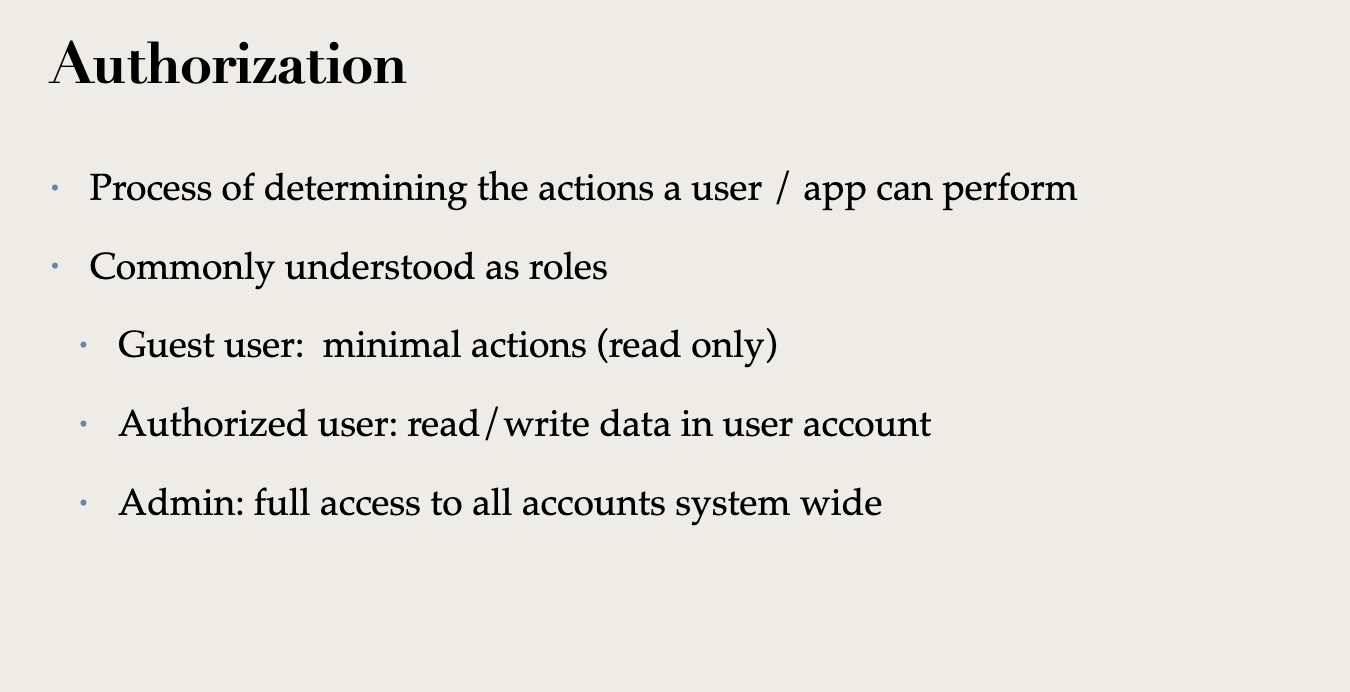 Authorization
• Process of determining the actions a user / app can perform
• Commonly understood as roles
• Guest user:  minimal actions (read only)
• Authorized user: read/write data in user account
• Admin: full access to all accounts system wide